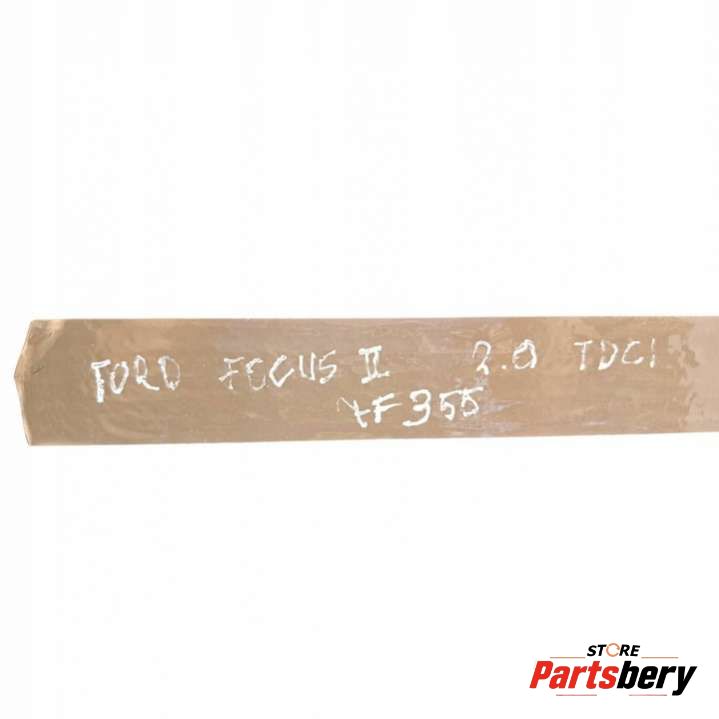 FORD FOCUS II 2.0 TDCI
XF355
STORE
Partsbery